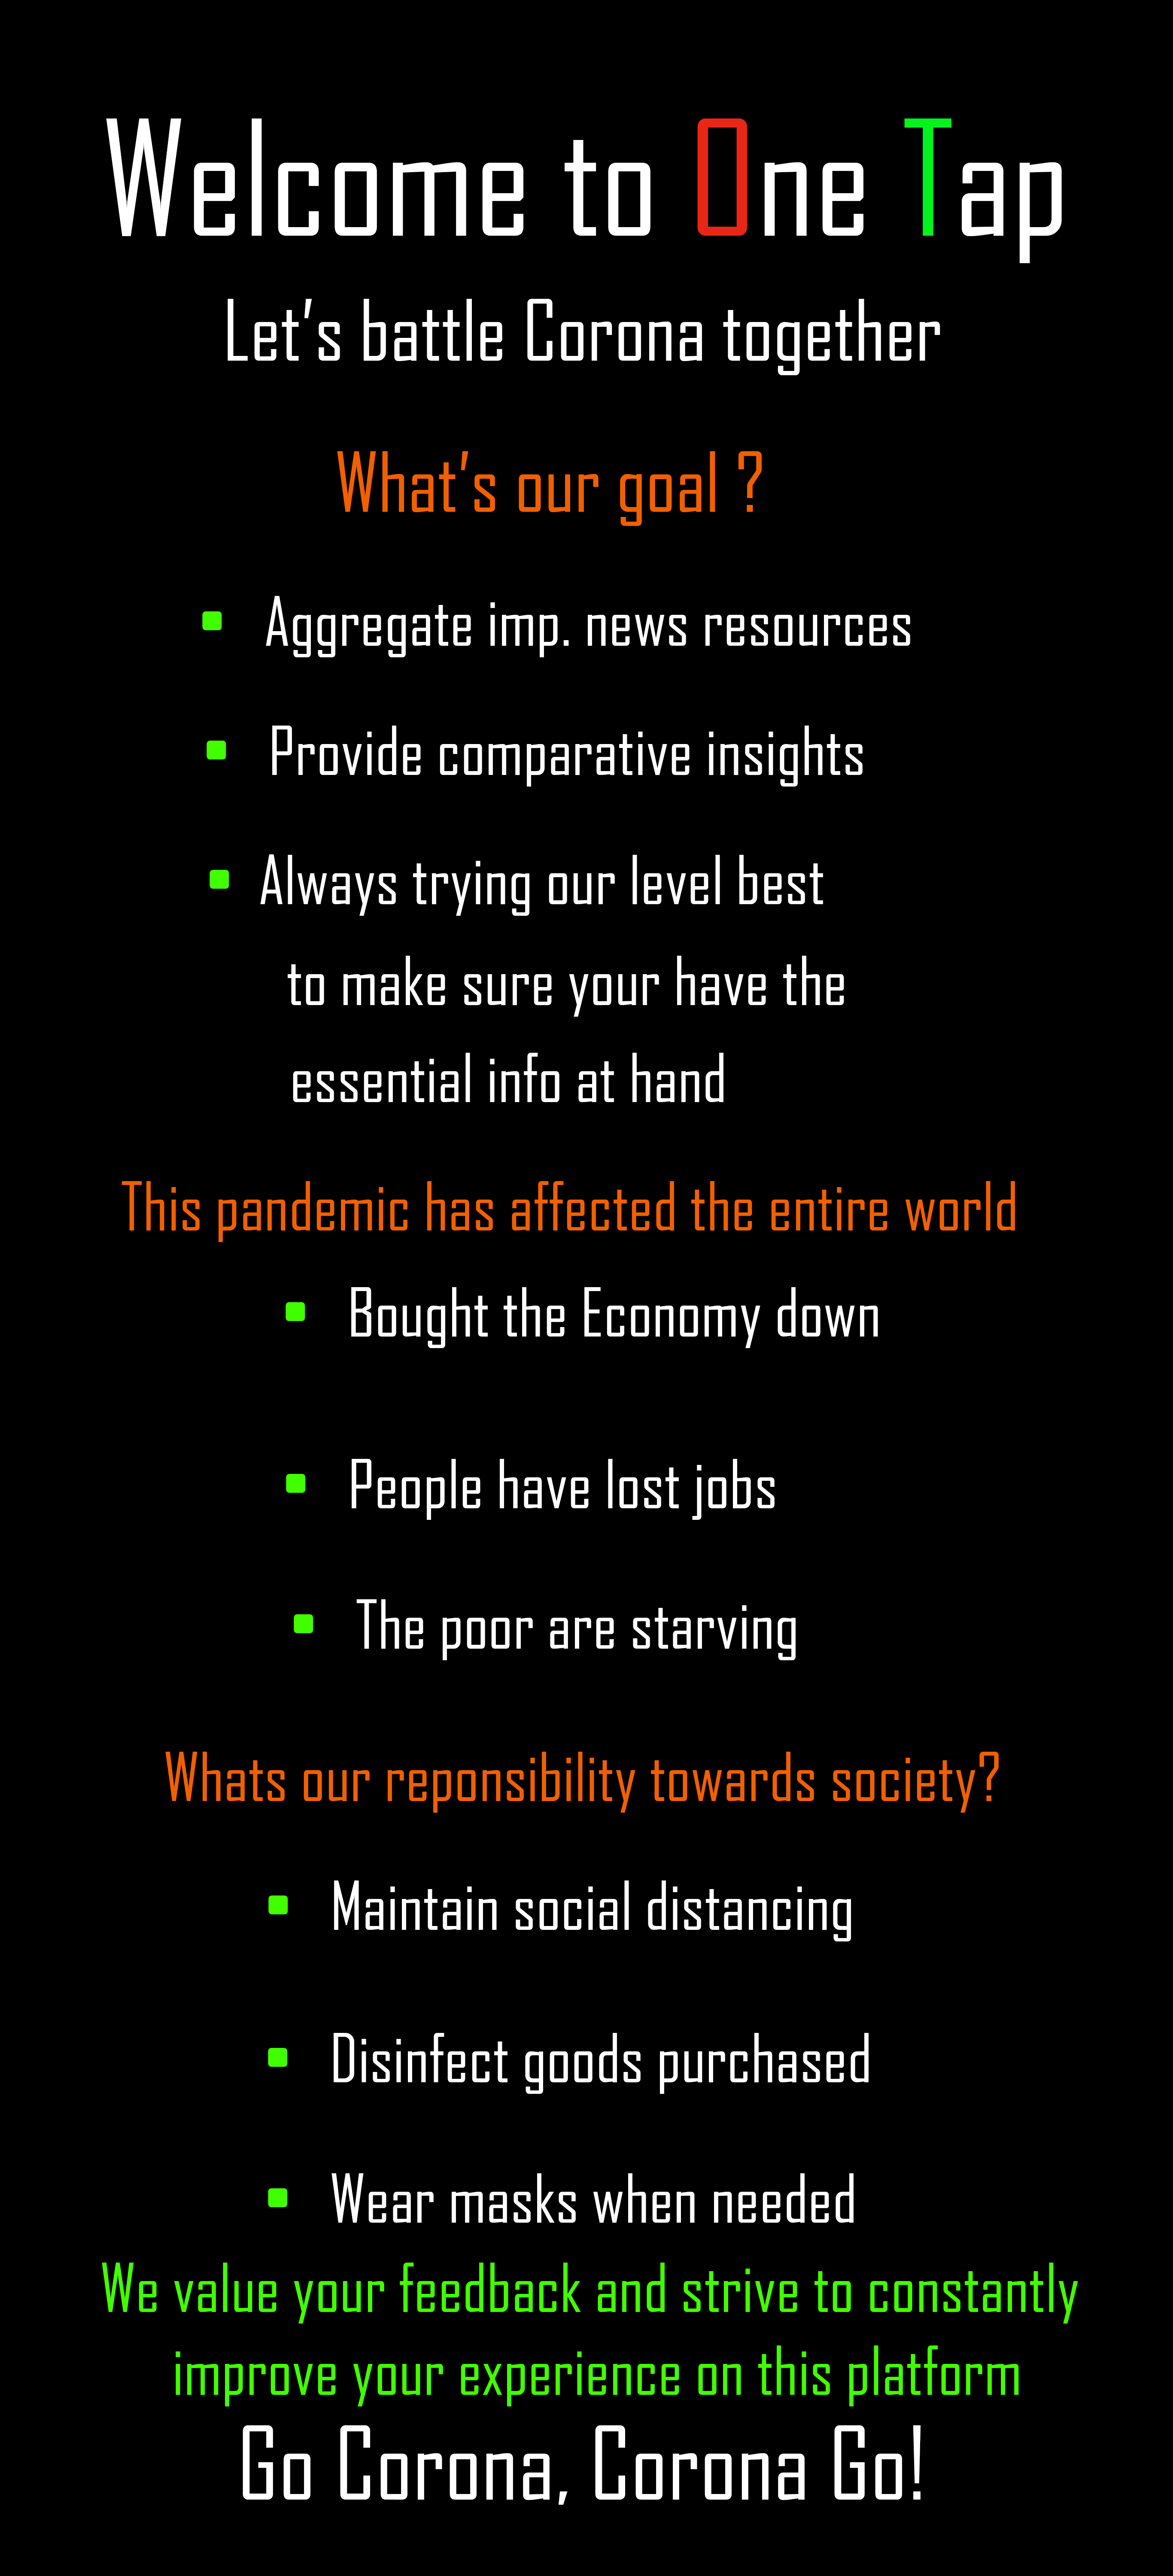 Welcome to One Tap
Let's battle Corona together
What's our goal ?
▪ Aggregate imp. news resources
▪ Provide comparative insights
▪ Always trying our level best
to make sure your have the
essential info at hand
This pandemic has affected the entire world
▪ Bought the Economy down
▪ People have lost jobs
▪ The poor are starving
Whats our reponsibility towards society?
▪ Maintain social distancing
▪ Disinfect goods purchased
▪ Wear masks when needed
We value your feedback and strive to constantly
improve your experience on this platform
Go Corona, Corona Go!